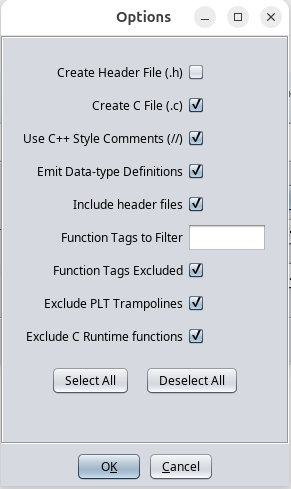 Options
Create Header File (.h)
Create C File (.c)
Use C++ Style Comments (//)
Emit Data-type Definitions
Include header files
Function Tags to Filter
Function Tags Excluded
Exclude PLT Trampolines
Exclude C Runtime functions
Select All Deselect All
OK Cancel